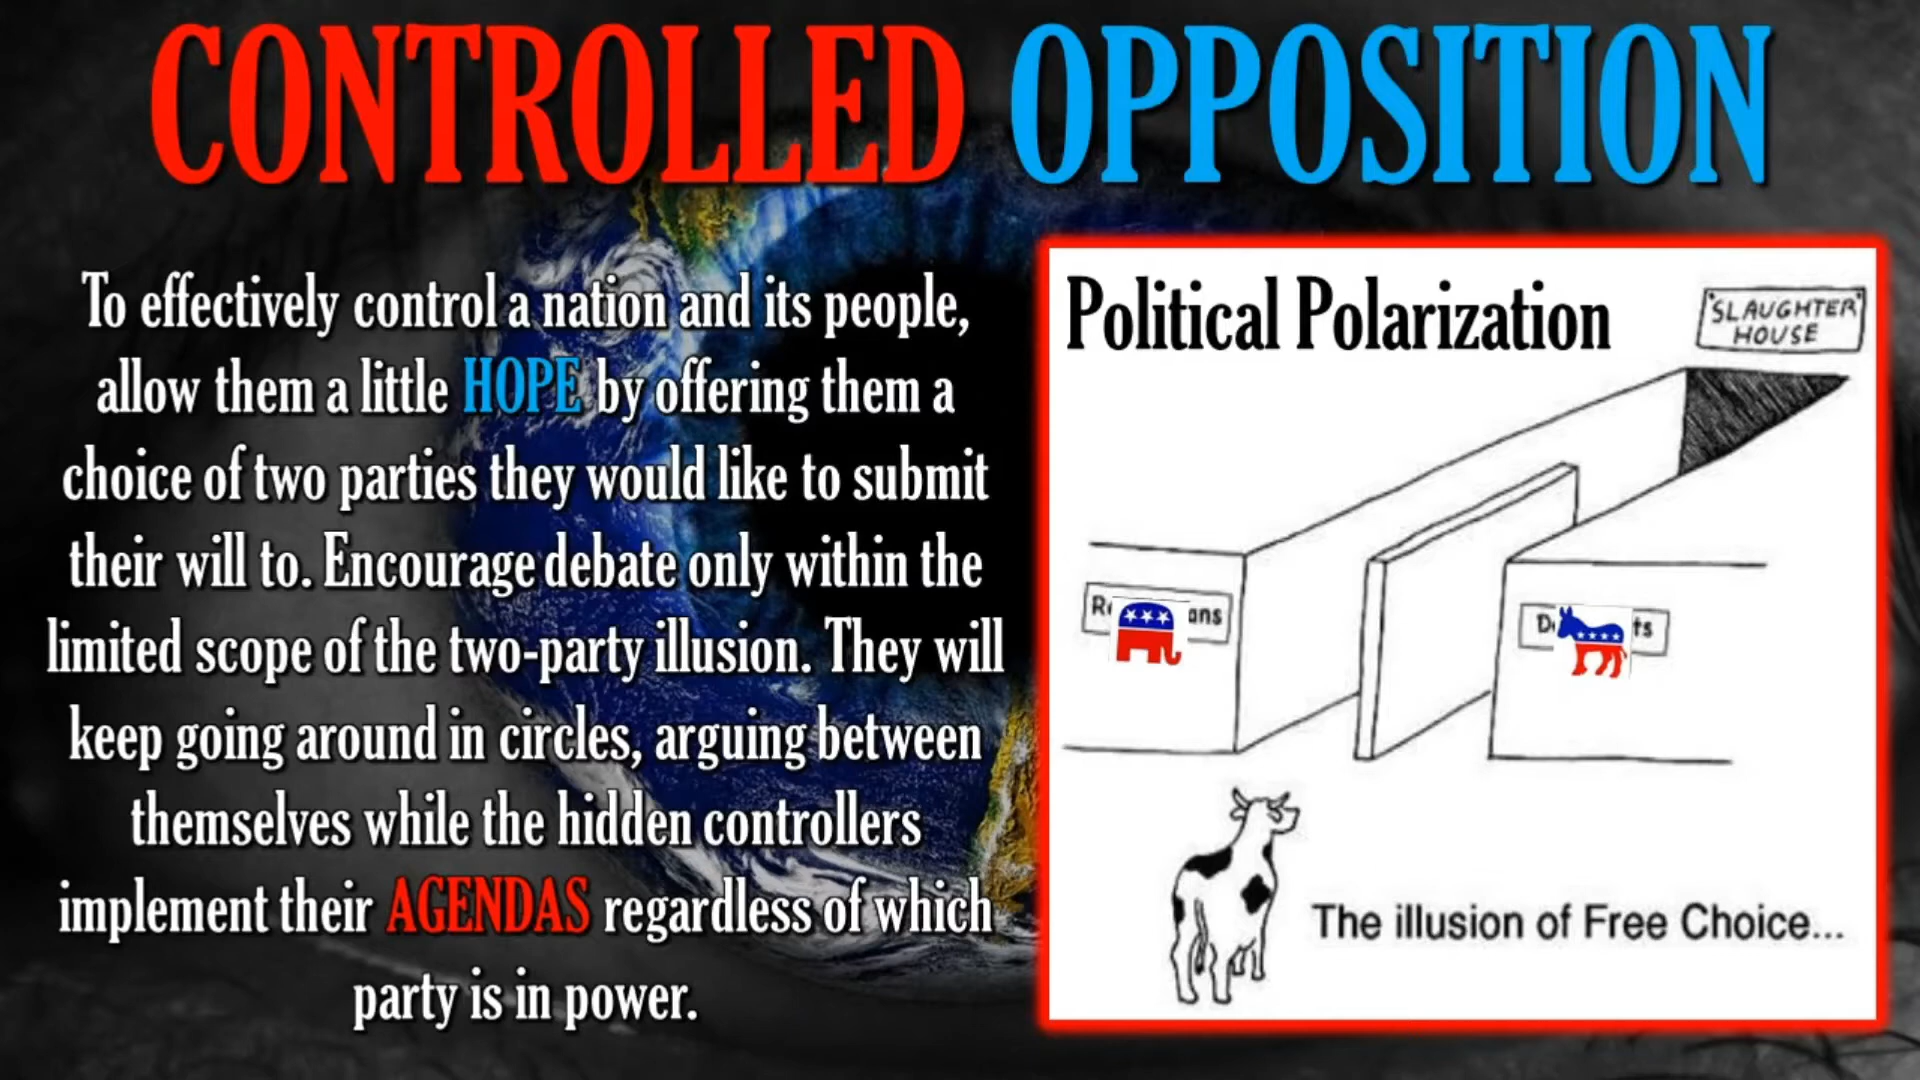 CONTROLLED OPPOSITION
To effectively control a nation and its people,
allow them a little HOPE by offering them a
choice of two parties they would like to submit
their will to. Encourage debate only within the
limited scope of the two-party illusion. They will
keep going around in circles, arguing between
themselves while the hidden controllers
implement their AGENDAS regardless of which
party is in power.
Political Polarization
"SLAUGHTER"
HOUSE
The illusion of Free Choice...